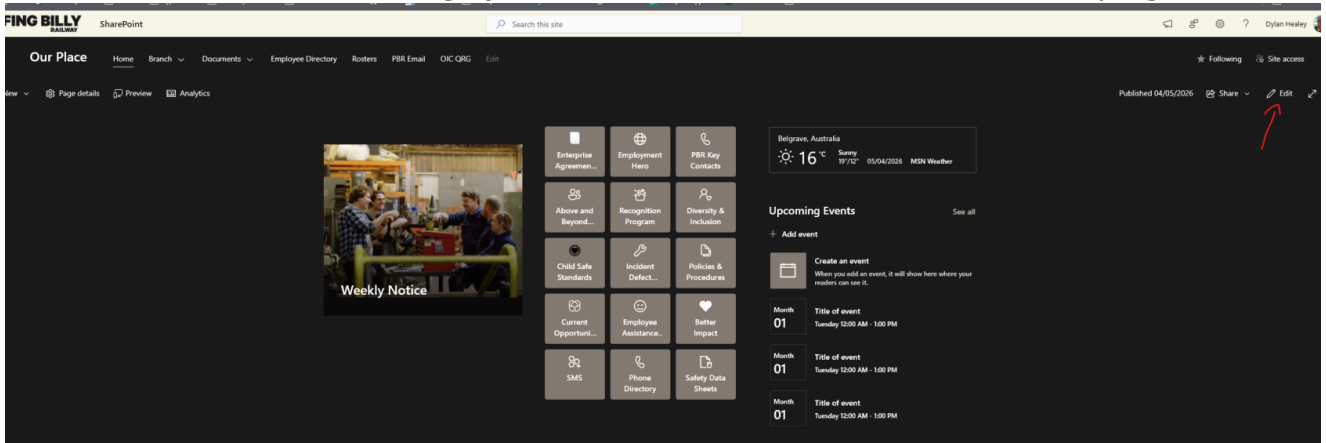 FING BILLY
RAILWAY
SharePoint
Search this site
?
Dylan Healey
Our Place
Home
Branch
Documents
Employee Directory
Rosters
PBR Email
OIC QRG
Edit
Following
Site access
New
Page details
Preview
Analytics
Published 04/05/2026
Share
Edit
Weekly Notice
Enterprise
Agreemen...
Employment
Hero
PBR Key
Contacts
Above and
Beyond...
Recognition
Program
Diversity &
Inclusion
Child Safe
Standards
Incident
Defect...
Policies &
Procedures
Current
Opportuni...
Employee
Assistance...
Better
Impact
SMS
Phone
Directory
Safety Data
Sheets
Belgrave, Australia
16 °C
Sunny
19°/12°
05/04/2026
MSN Weather
Upcoming Events
See all
+ Add event
Create an event
When you add an event, it will show here where your
readers can see it.
Month
01
Title of event
Tuesday 12:00 AM - 1:00 PM
Month
01
Title of event
Tuesday 12:00 AM - 1:00 PM
Month
01
Title of event
Tuesday 12:00 AM - 1:00 PM